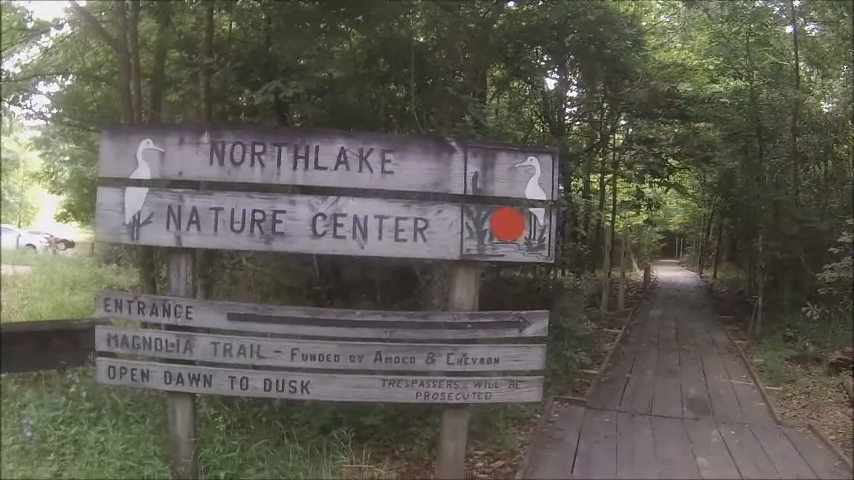 NORTHLAKE
NATURE CENTER
ENTRANCE
MAGNOLIA TRAIL - FUNDED BY AMOCO & CHEVRON
OPEN DAWN TO DUSK
TRESPASSERS WILL BE
PROSECUTED